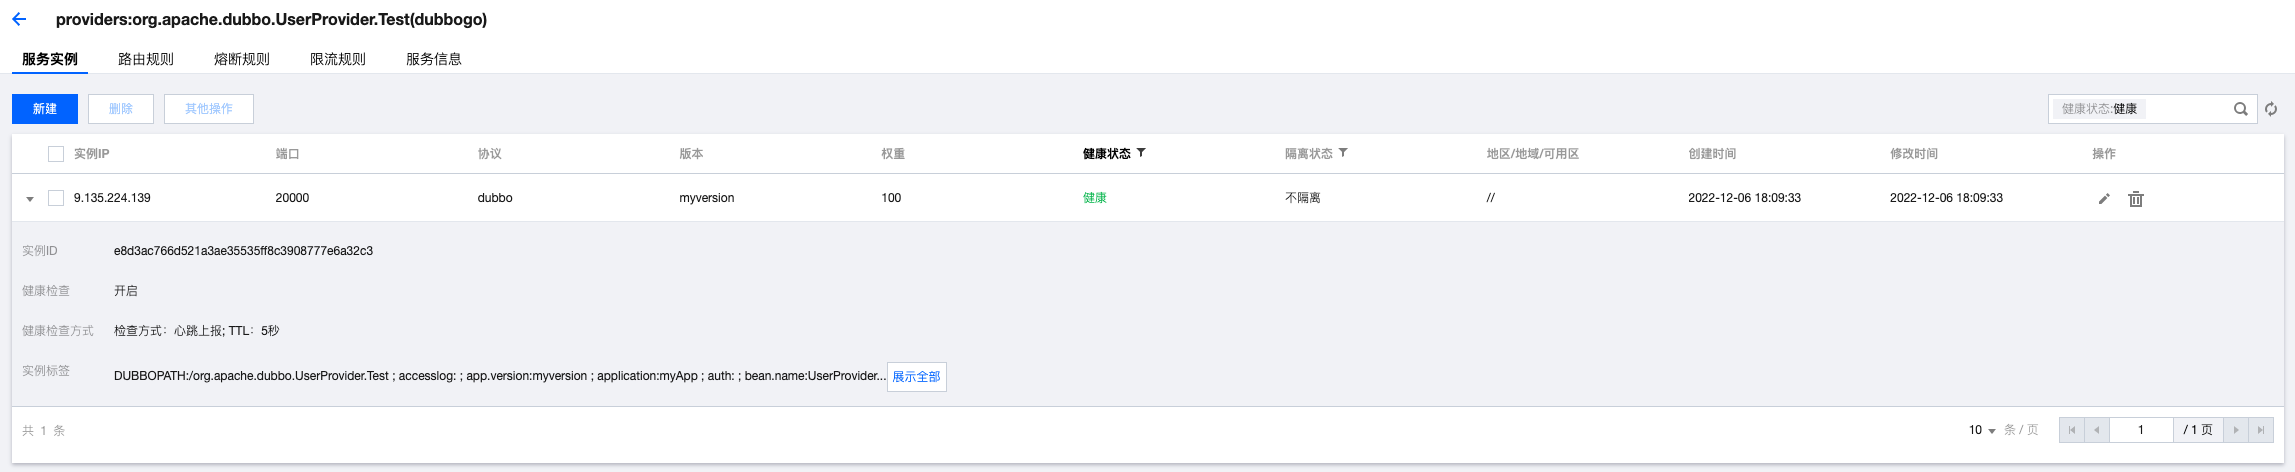 providers:org.apache.dubbo.UserProvider.Test(dubbogo)
服务实例 路由规则 熔断规则 限流规则 服务信息
新建 删除 其他操作 健康状态:健康
实例IP 端口 协议 版本 权重 健康状态 隔离状态 地区/地域/可用区 创建时间 修改时间 操作
9.135.224.139 20000 dubbo myversion 100 健康 不隔离 // 2022-12-06 18:09:33 2022-12-06 18:09:33
实例ID e8d3ac766d521a3ae35535ff8c3908777e6a32c3
健康检查 开启
健康检查方式 检查方式：心跳上报; TTL：5秒
实例标签 DUBBOPATH:/org.apache.dubbo.UserProvider.Test ; accesslog: ; app.version:myversion ; application:myApp ; auth: ; bean.name:UserProvider... 展示全部
共 1 条 10 条 / 页 1 / 1 页